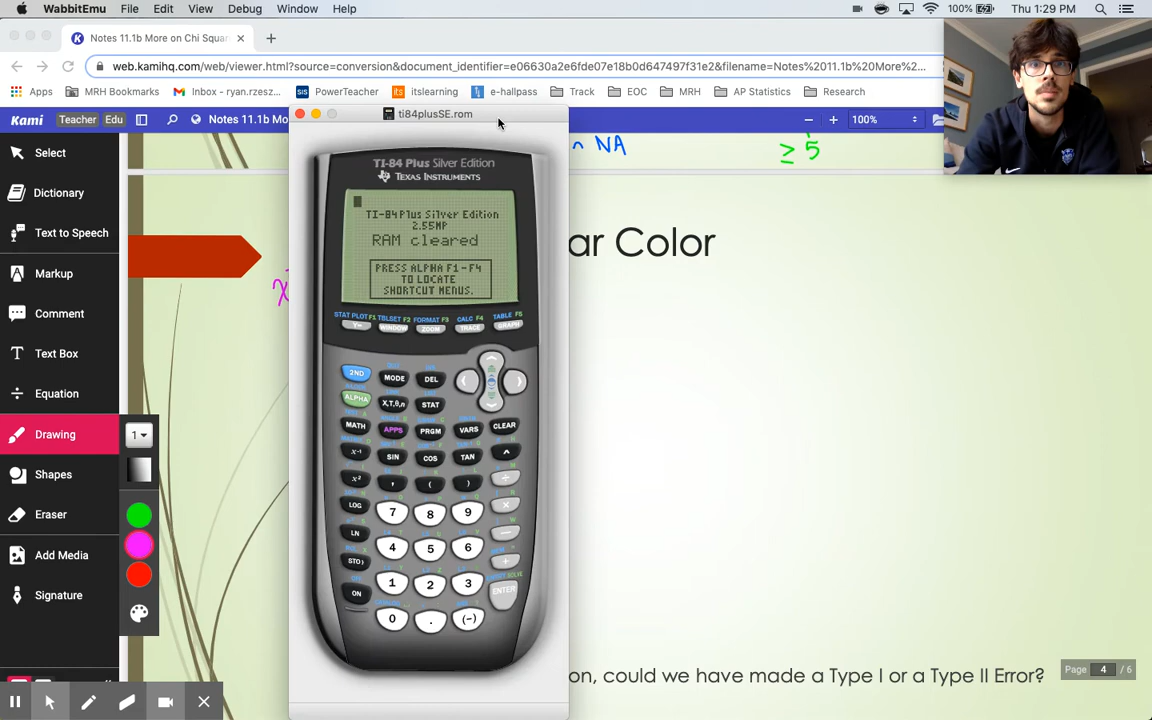 WabbitEmu File Edit View Debug Window Help 100% Thu 1:29 PM
Notes 11.1b More on Chi Squar
web.kamihq.com/web/viewer.html?source=conversion&document_identifier=e06630a2e6fde07e18b0d647497f31e2&filename=Notes%2011.1b%20More%20...
Apps MRH Bookmarks Inbox - ryan.rzesz... PowerTeacher itslearning e-hallpass Track EOC MRH AP Statistics Research
Kami Teacher Edu Notes 11.1b Mo 100%
ti84plusSE.rom
Select
Dictionary
Text to Speech
Markup
Comment
Text Box
Equation
Drawing
Shapes
Eraser
Add Media
Signature
1
^ NA
≥ 5
ar Color
on, could we have made a Type I or a Type II Error?
Page 4 / 6
TI-84 Plus Silver Edition
TEXAS INSTRUMENTS
TI-84 Plus Silver Edition
2.55MP
RAM cleared
PRESS ALPHA F1-F4
TO LOCATE
SHORTCUT MENUS.
STAT PLOT F1 TBLSET F2 FORMAT F3 CALC F4 TABLE F5
Y= WINDOW ZOOM TRACE GRAPH
2ND MODE DEL
ALPHA X,T,θ,n STAT
MATH APPS PRGM VARS CLEAR
x⁻¹ SIN COS TAN ^
x² , ( ) ÷
LOG 7 8 9 ×
LN 4 5 6 −
STO› 1 2 3 +
ON 0 . (-) ENTER